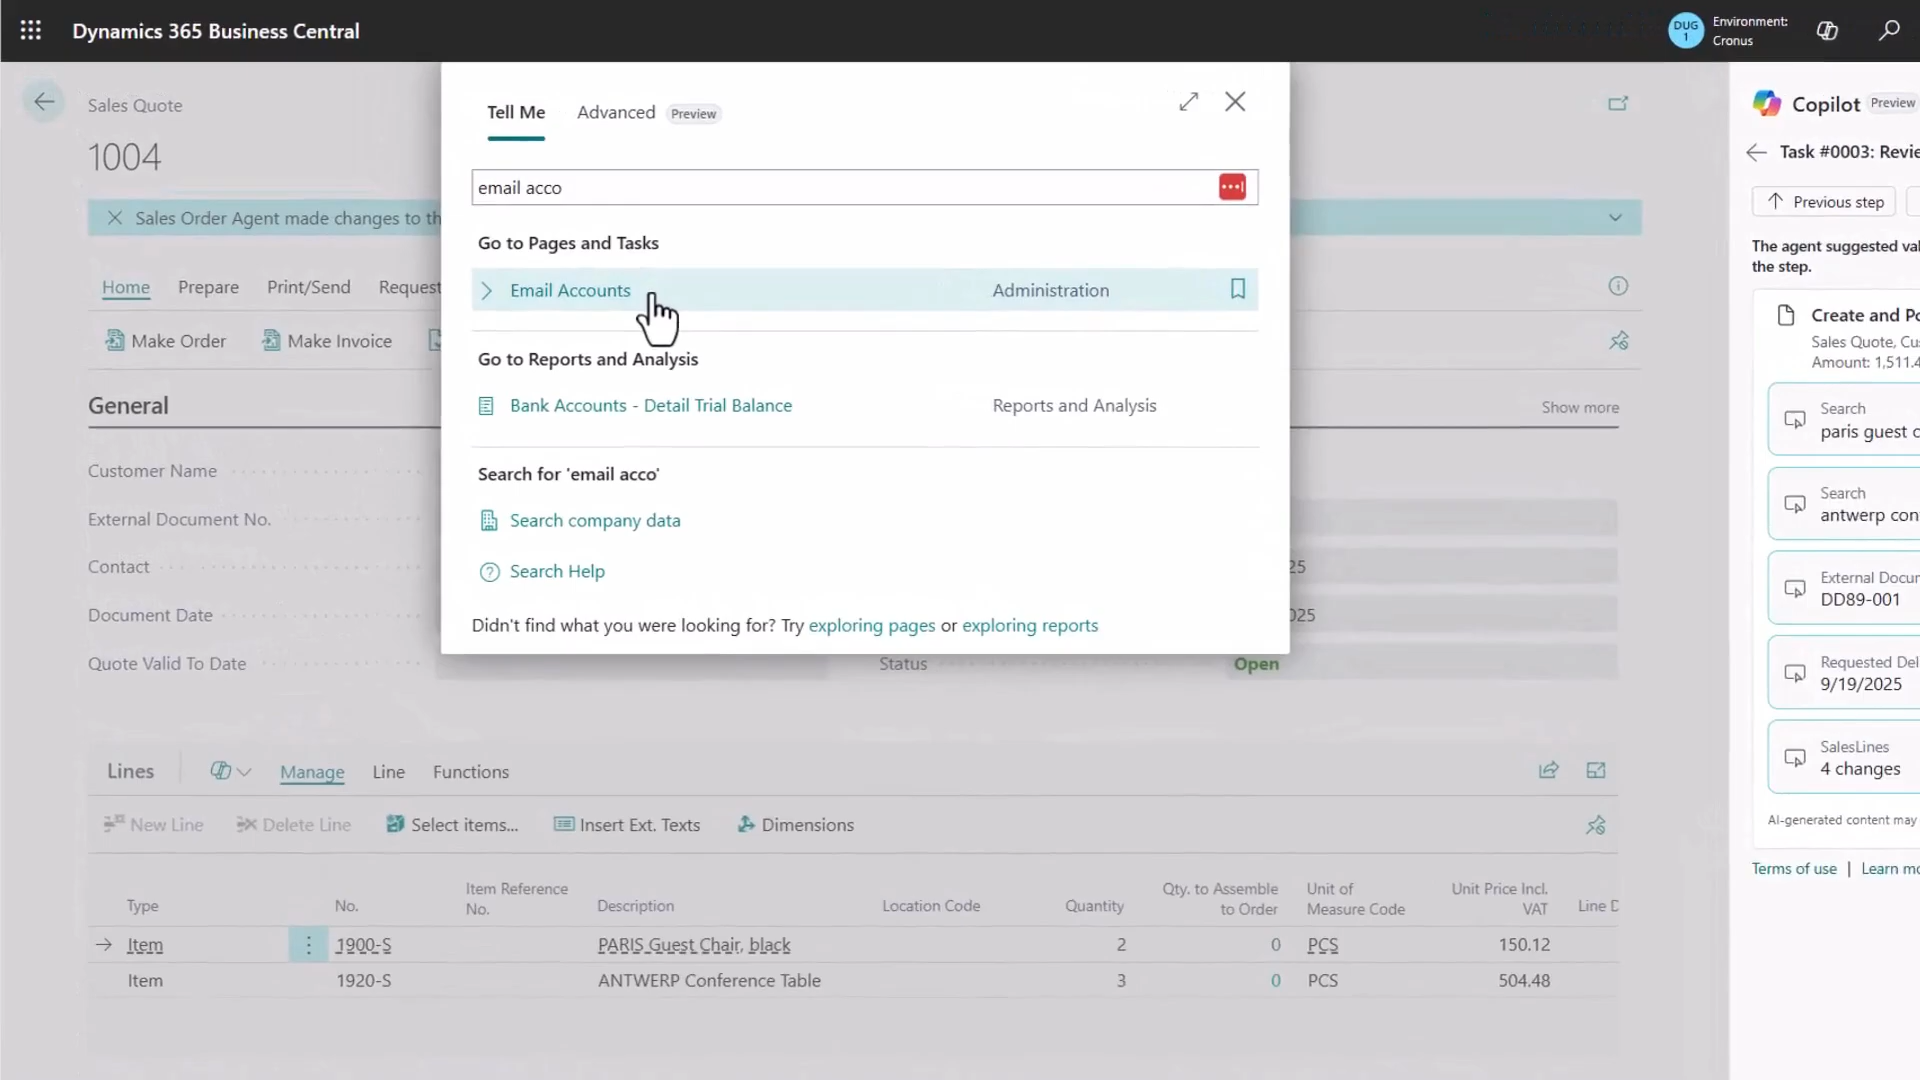 Dynamics 365 Business Central
DUG
1
Environment:
Cronus
Sales Quote
1004
Sales Order Agent made changes to th
Home
Prepare
Print/Send
Request
Make Order
Make Invoice
General
Show more
Customer Name
External Document No.
Contact
25
Document Date
025
Quote Valid To Date
Status
Open
Tell Me
Advanced
Preview
email acco
Go to Pages and Tasks
Email Accounts
Administration
Go to Reports and Analysis
Bank Accounts - Detail Trial Balance
Reports and Analysis
Search for 'email acco'
Search company data
Search Help
Didn't find what you were looking for? Try exploring pages or exploring reports
Lines
Manage
Line
Functions
New Line
Delete Line
Select items...
Insert Ext. Texts
Dimensions
Type
No.
Item Reference
No.
Description
Location Code
Quantity
Qty. to Assemble
to Order
Unit of
Measure Code
Unit Price Incl.
VAT
Line D
Item
1900-S
PARIS Guest Chair, black
2
0
PCS
150.12
Item
1920-S
ANTWERP Conference Table
3
0
PCS
504.48
Copilot
Preview
Task #0003: Revie
Previous step
The agent suggested val
the step.
Create and Po
Sales Quote, Cu
Amount: 1,511.4
Search
paris guest c
Search
antwerp con
External Docu
DD89-001
Requested Del
9/19/2025
SalesLines
4 changes
AI-generated content may
Terms of use | Learn mo